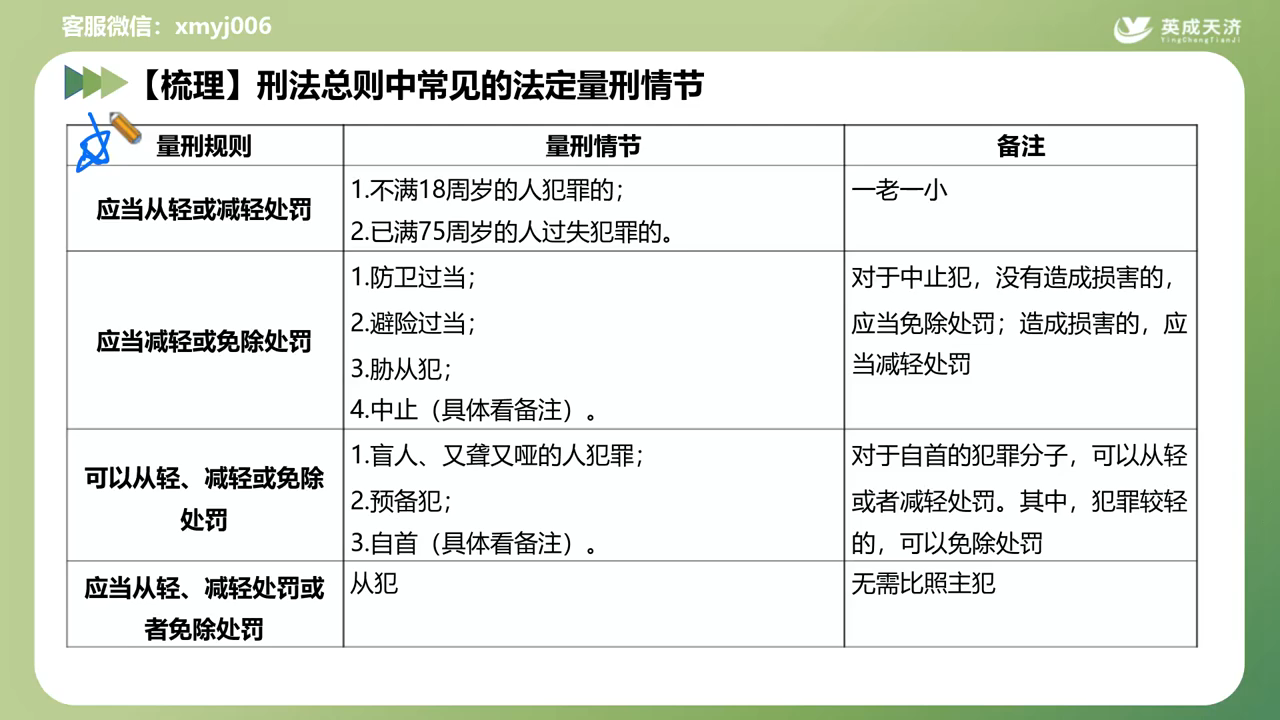 客服微信：xmyj006
英成天济
YingChengTianJi
【梳理】刑法总则中常见的法定量刑情节
量刑规则
量刑情节
备注
应当从轻或减轻处罚
1.不满18周岁的人犯罪的；
2.已满75周岁的人过失犯罪的。
一老一小
应当减轻或免除处罚
1.防卫过当；
2.避险过当；
3.胁从犯；
4.中止（具体看备注）。
对于中止犯，没有造成损害的，
应当免除处罚；造成损害的，应
当减轻处罚
可以从轻、减轻或免除
处罚
1.盲人、又聋又哑的人犯罪；
2.预备犯；
3.自首（具体看备注）。
对于自首的犯罪分子，可以从轻
或者减轻处罚。其中，犯罪较轻
的，可以免除处罚
应当从轻、减轻处罚或
者免除处罚
从犯
无需比照主犯